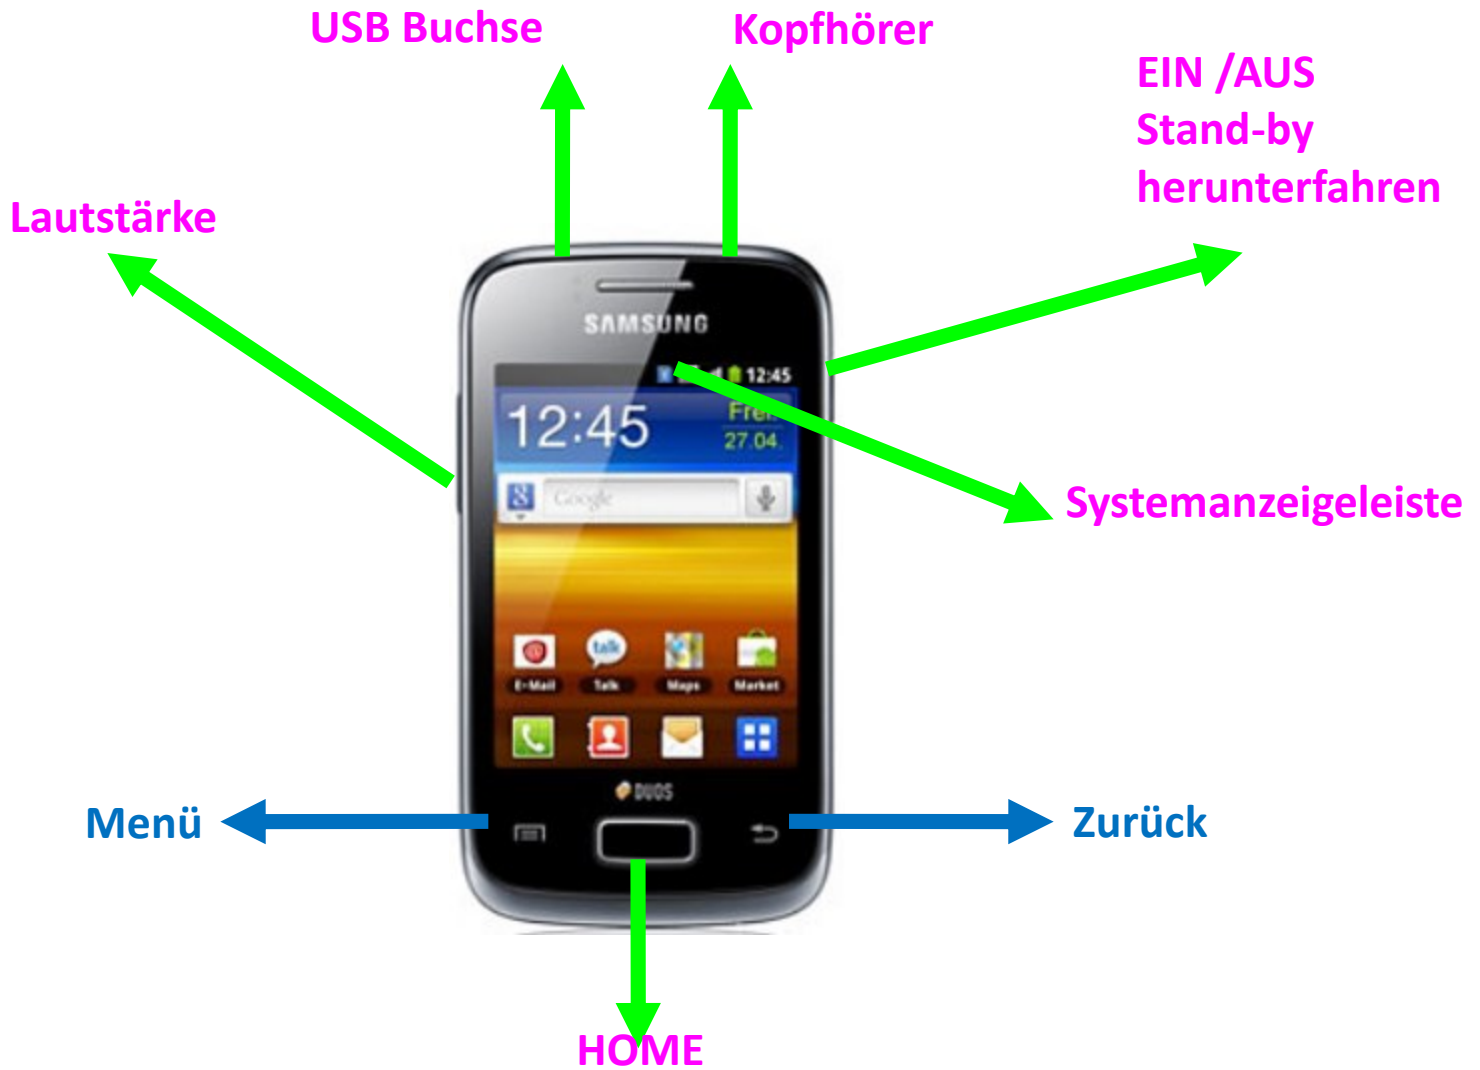 USB Buchse
Kopfhörer
EIN /AUS
Stand-by
herunterfahren
Lautstärke
SAMSUNG
12:45
12:45
27.04.
Google
Systemanzeigeleiste
talk
E-Mail
Talk
Maps
Market
DUOS
Menü
Zurück
HOME